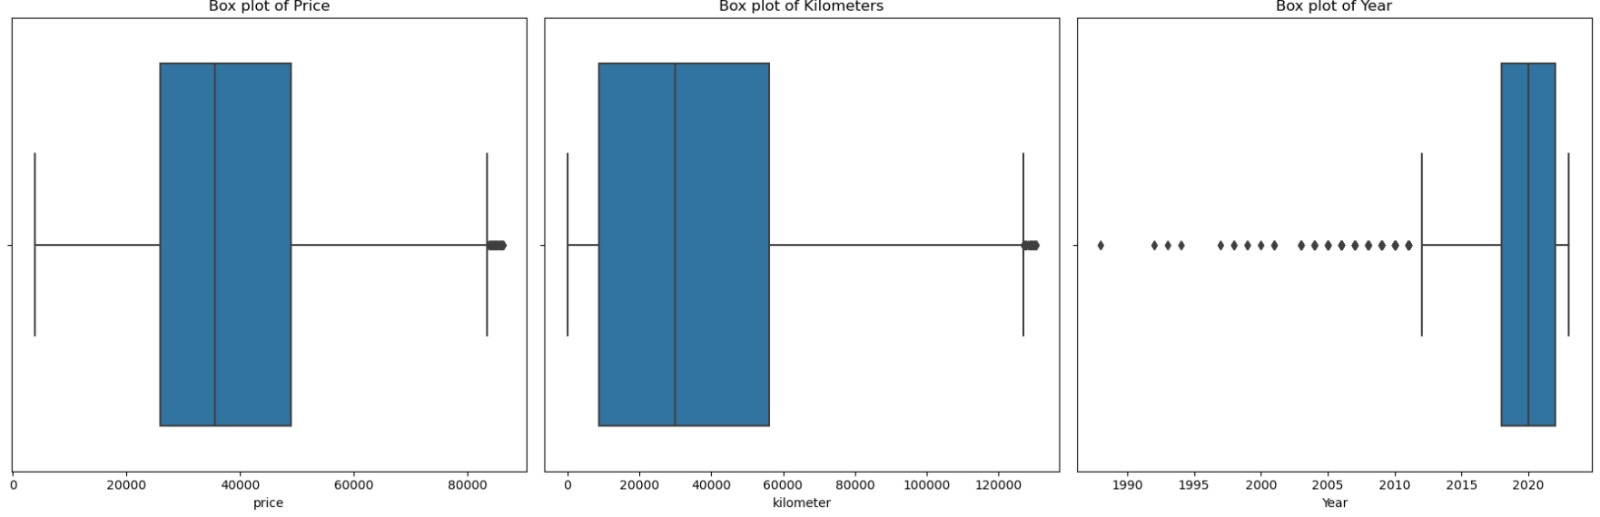 Box plot of Price
Box plot of Kilometers
Box plot of Year
0 20000 40000 60000 80000
0 20000 40000 60000 80000 100000 120000
1990 1995 2000 2005 2010 2015 2020
price
kilometer
Year